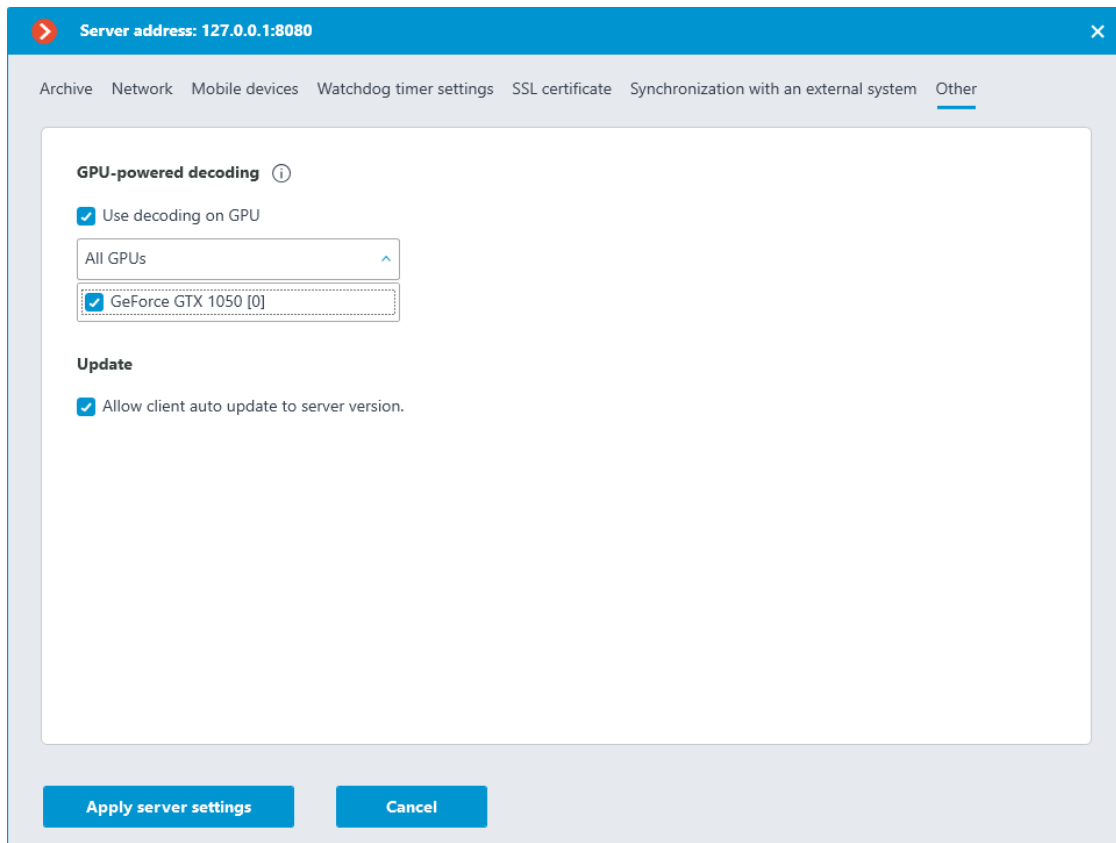 Server address: 127.0.0.1:8080
Archive Network Mobile devices Watchdog timer settings SSL certificate Synchronization with an external system Other
GPU-powered decoding
Use decoding on GPU
All GPUs
GeForce GTX 1050 [0]
Update
Allow client auto update to server version.
Apply server settings Cancel